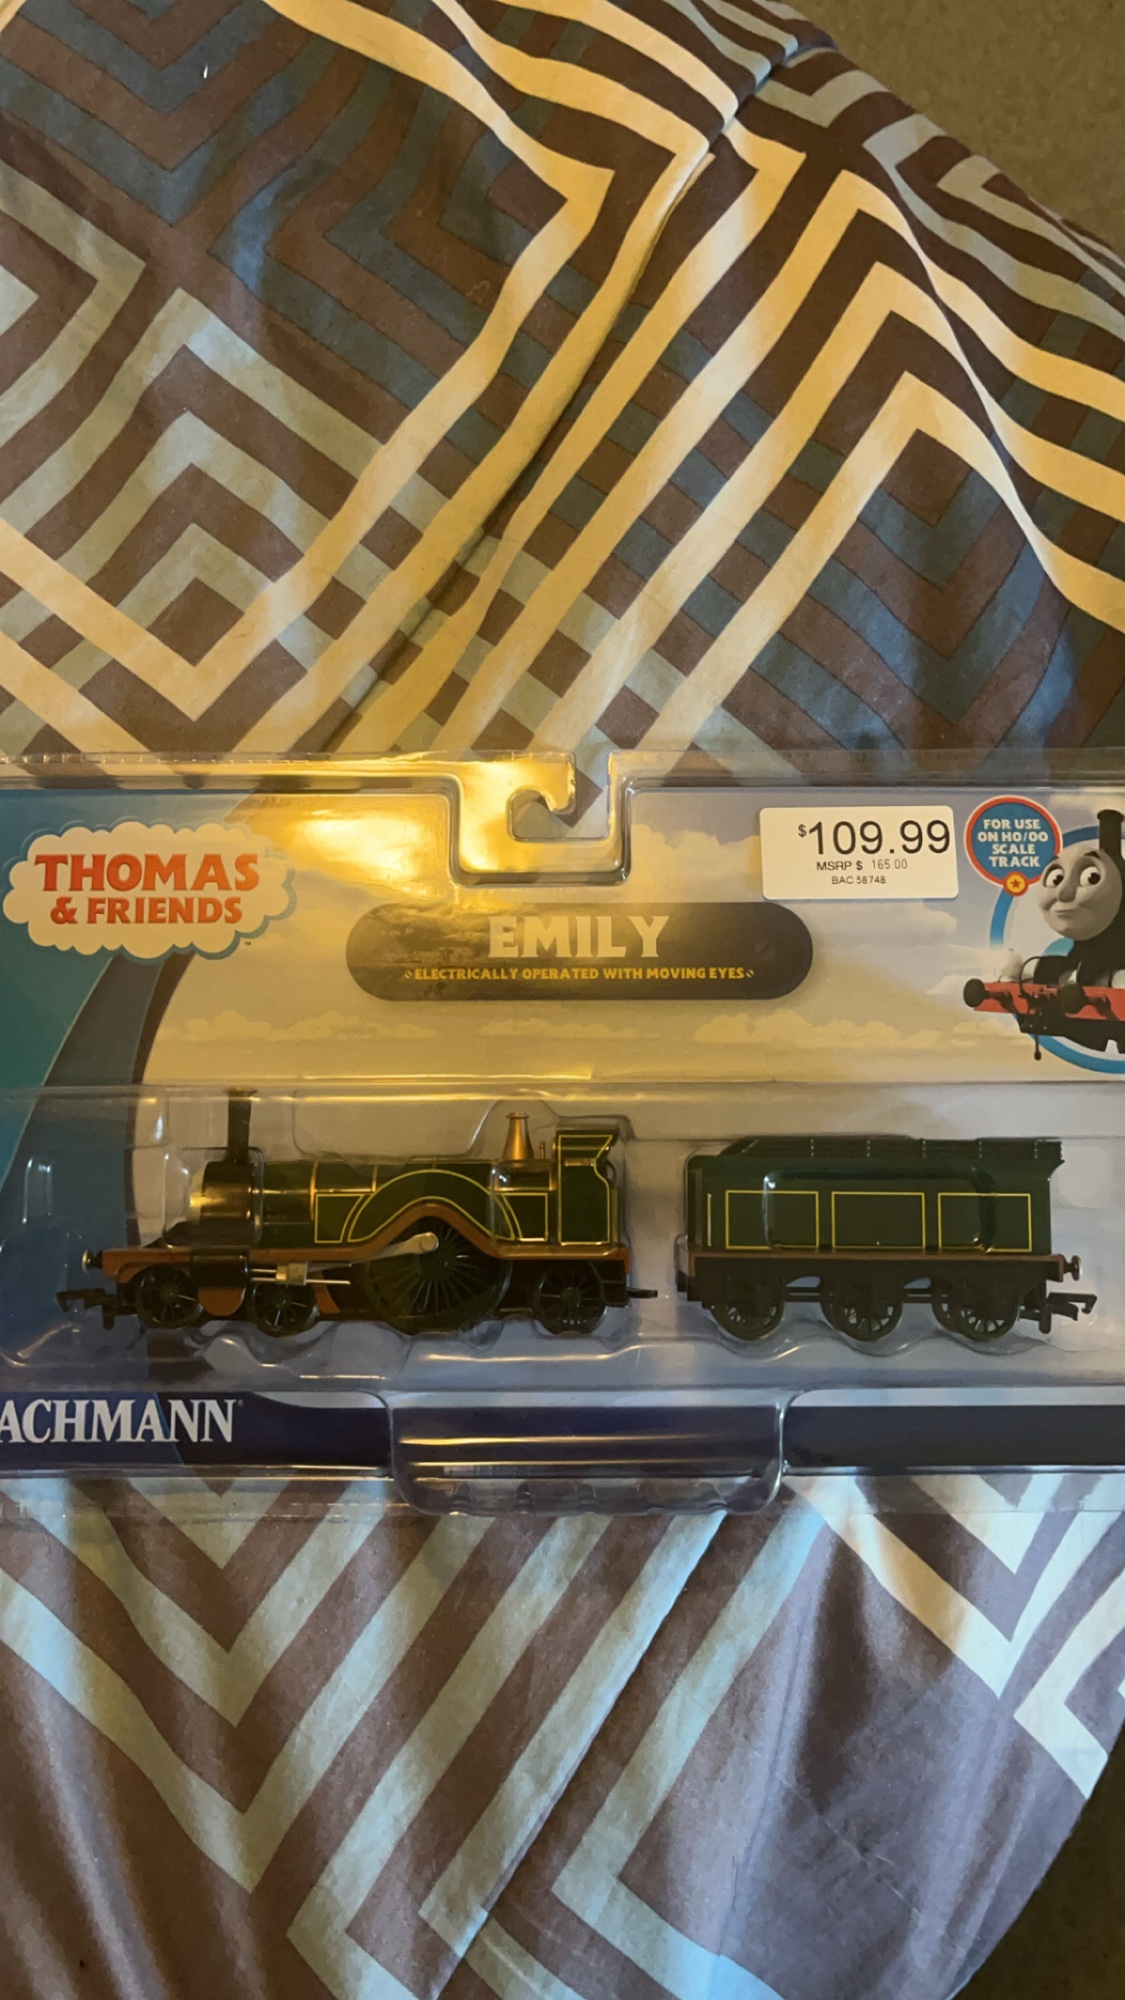 THOMAS
& FRIENDS
™
$109.99
MSRP $ 165.00
BAC 58748
FOR USE
ON HO/OO
SCALE
TRACK
EMILY
ELECTRICALLY OPERATED WITH MOVING EYES
ACHMANN®